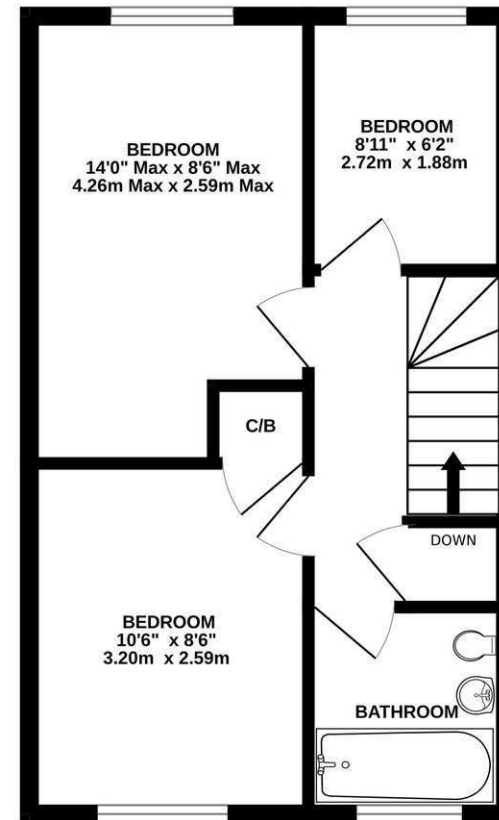 BEDROOM
14'0" Max x 8'6" Max
4.26m Max x 2.59m Max
BEDROOM
8'11" x 6'2"
2.72m x 1.88m
C/B
DOWN
BEDROOM
10'6" x 8'6"
3.20m x 2.59m
BATHROOM